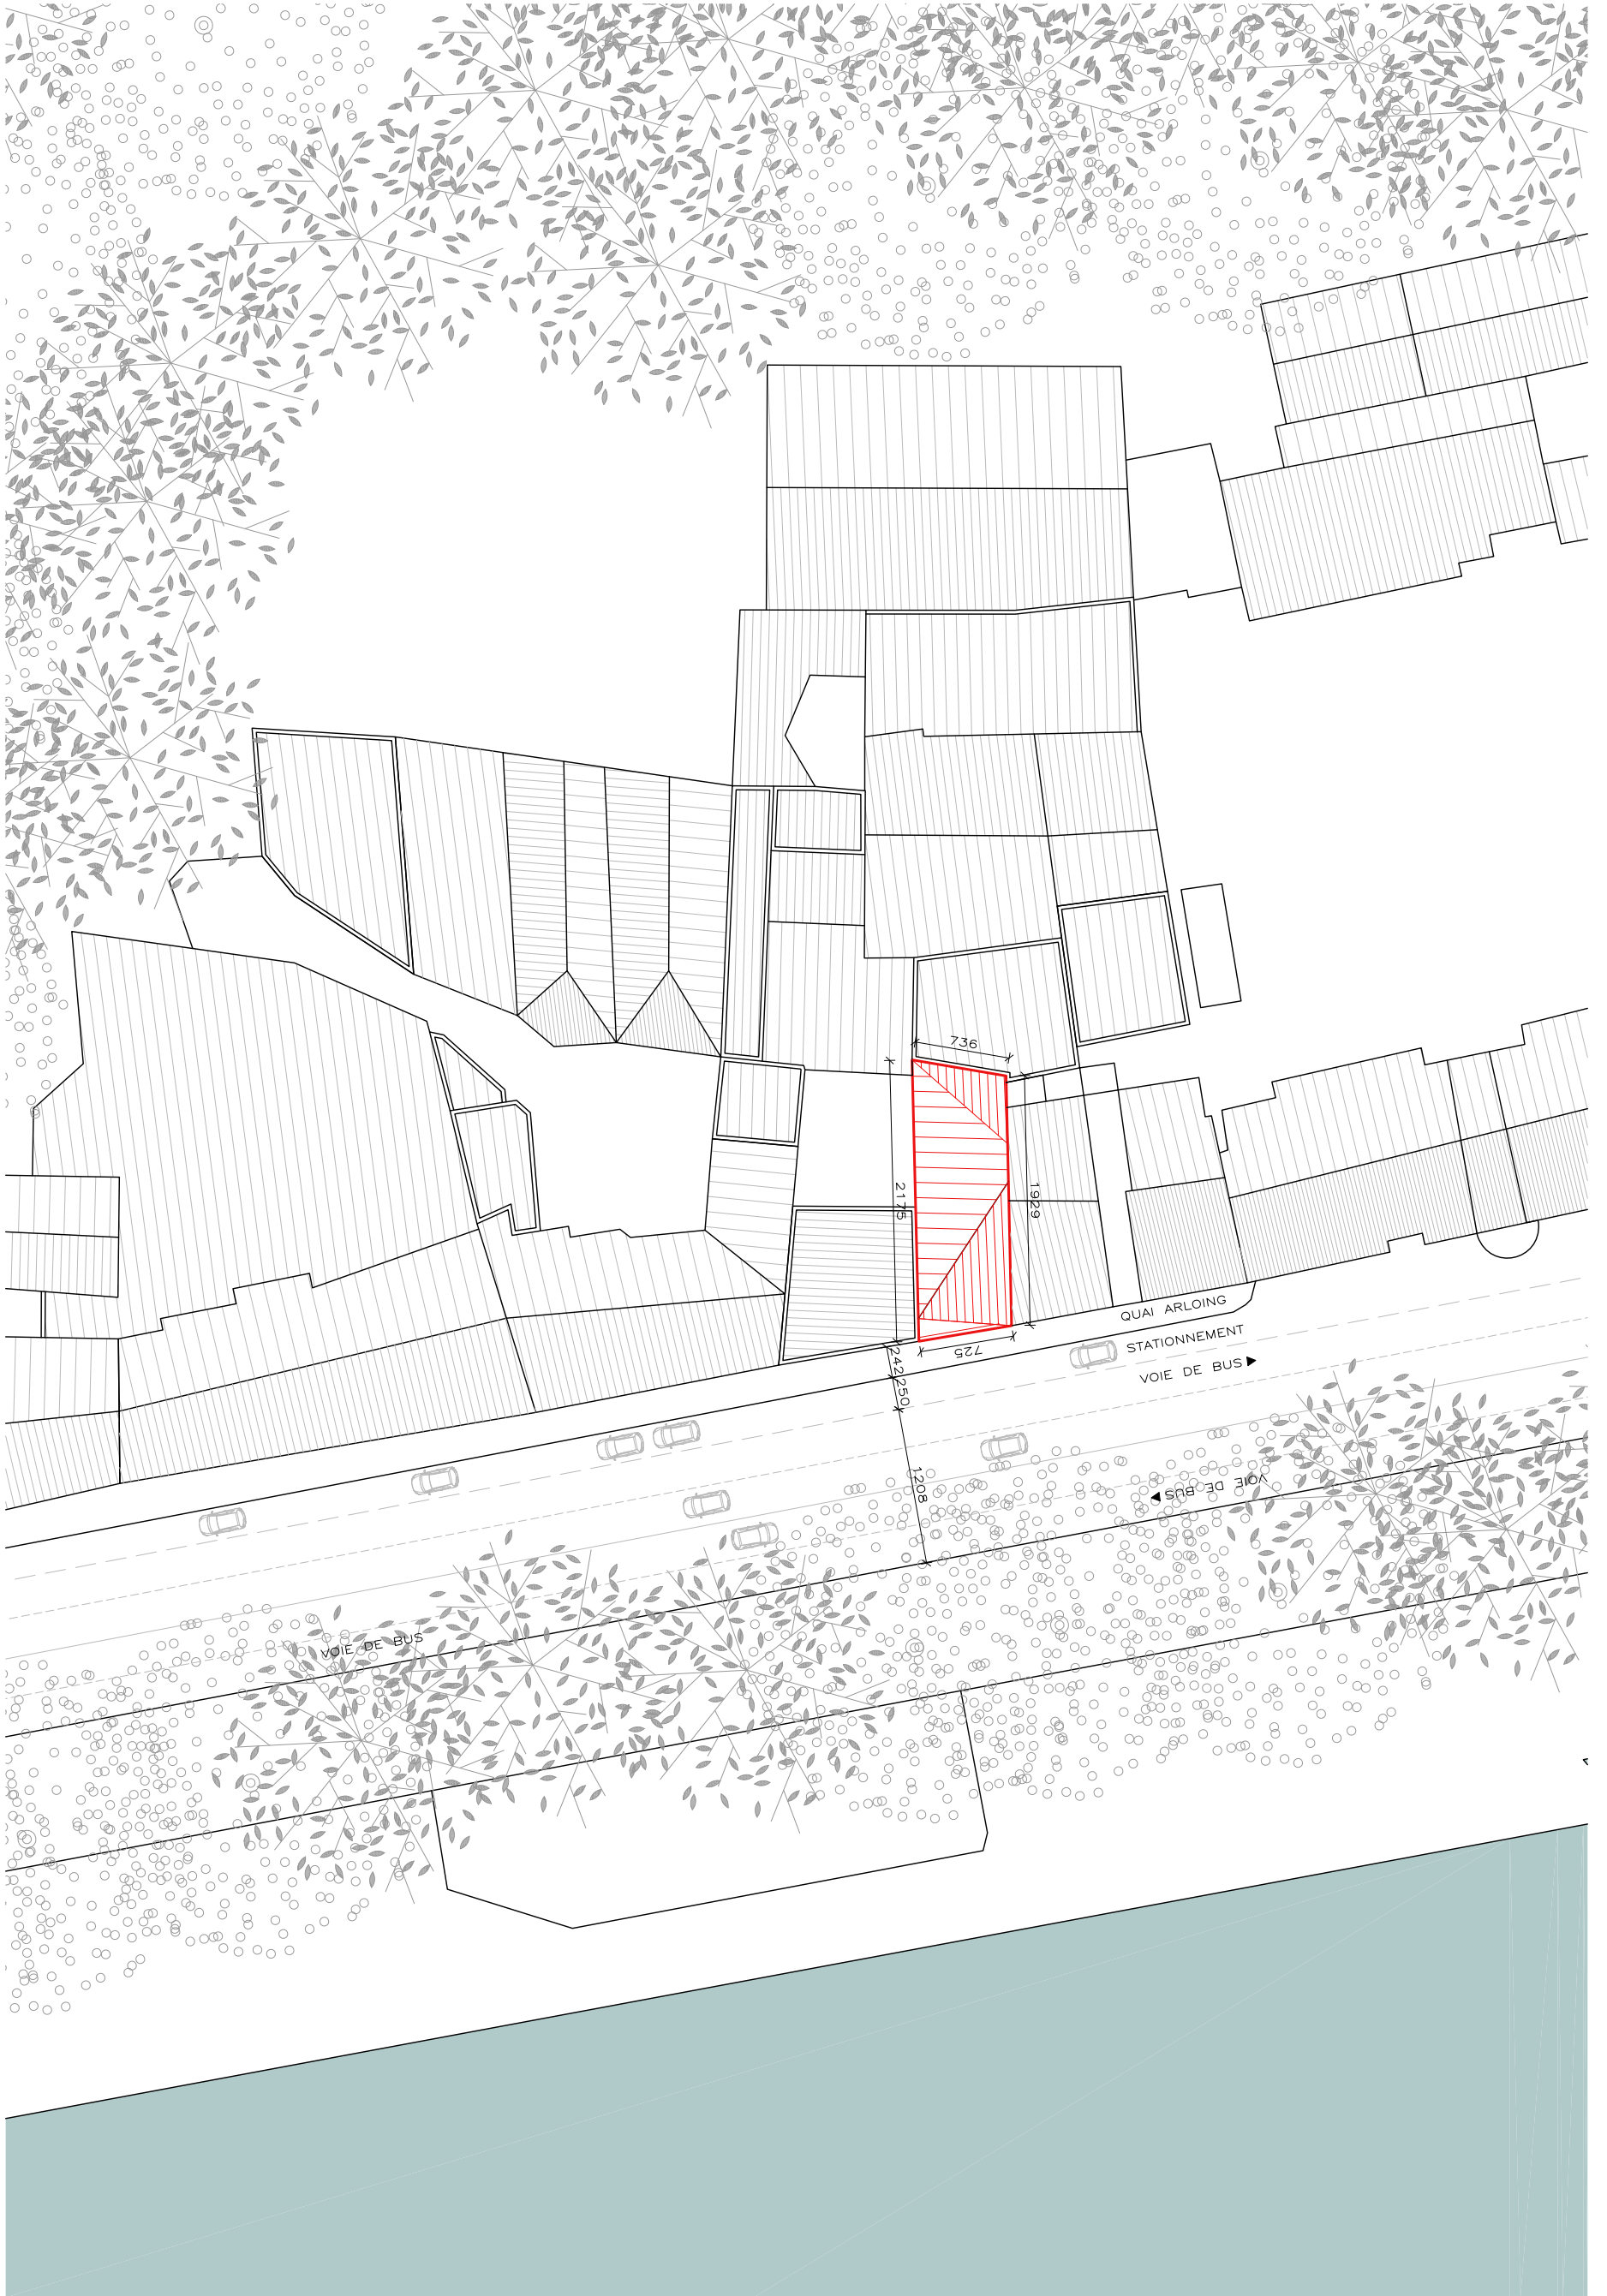 736
2175
1929
725
242
250
1208
QUAI ARLOING
STATIONNEMENT
VOIE DE BUS
VOIE DE BUS
VOIE DE BUS